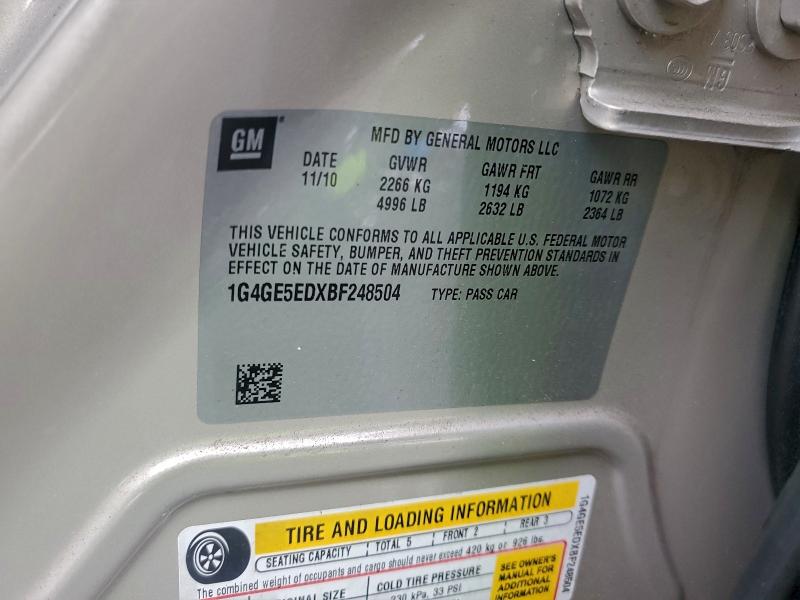 GM
MFD BY GENERAL MOTORS LLC
DATE GVWR GAWR FRT GAWR RR
11/10 2266 KG 1194 KG 1072 KG
4996 LB 2632 LB 2364 LB
THIS VEHICLE CONFORMS TO ALL APPLICABLE U.S. FEDERAL MOTOR
VEHICLE SAFETY, BUMPER, AND THEFT PREVENTION STANDARDS IN
EFFECT ON THE DATE OF MANUFACTURE SHOWN ABOVE.
1G4GE5EDXBF248504 TYPE: PASS CAR
GM
TIRE AND LOADING INFORMATION
SEATING CAPACITY TOTAL 5 FRONT 2 REAR 3
The combined weight of occupants and cargo should never exceed 420 kg or 926 lbs.
COLD TIRE PRESSURE
230 kPa, 33 PSI
SEE OWNER'S
MANUAL FOR
ADDITIONAL
INFORMATION
1G4GE5EDXBF248504